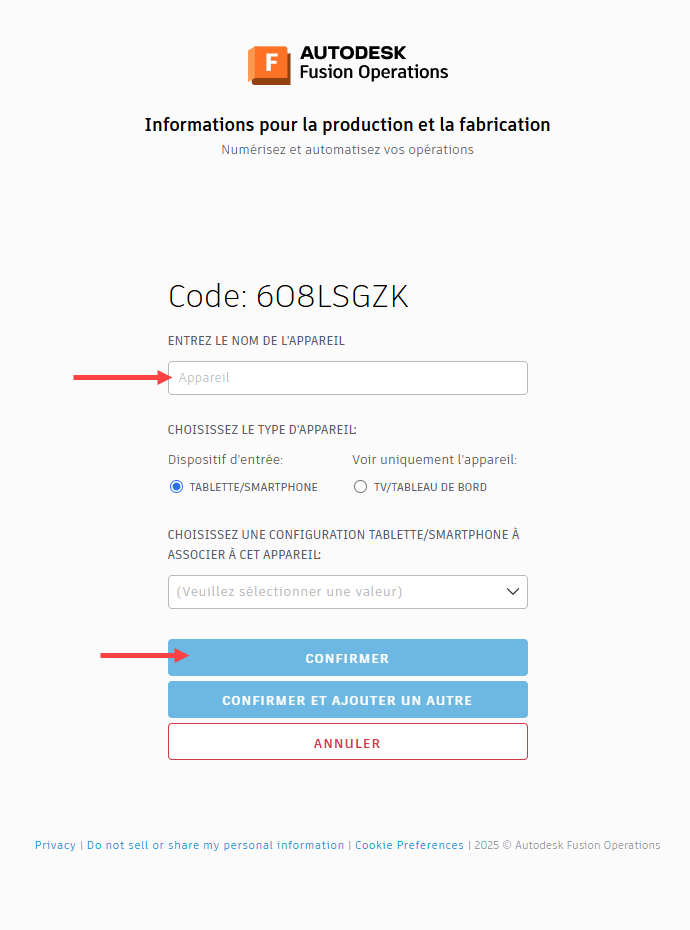 F
AUTODESK
Fusion Operations
Informations pour la production et la fabrication
Numérisez et automatisez vos opérations
Code: 6O8LSGZK
ENTREZ LE NOM DE L'APPAREIL
Appareil
CHOISISSEZ LE TYPE D'APPAREIL:
Dispositif d'entrée: Voir uniquement l'appareil:
TABLETTE/SMARTPHONE TV/TABLEAU DE BORD
CHOISISSEZ UNE CONFIGURATION TABLETTE/SMARTPHONE À
ASSOCIER À CET APPAREIL:
(Veuillez sélectionner une valeur)
CONFIRMER
CONFIRMER ET AJOUTER UN AUTRE
ANNULER
Privacy | Do not sell or share my personal information | Cookie Preferences | 2025 © Autodesk Fusion Operations